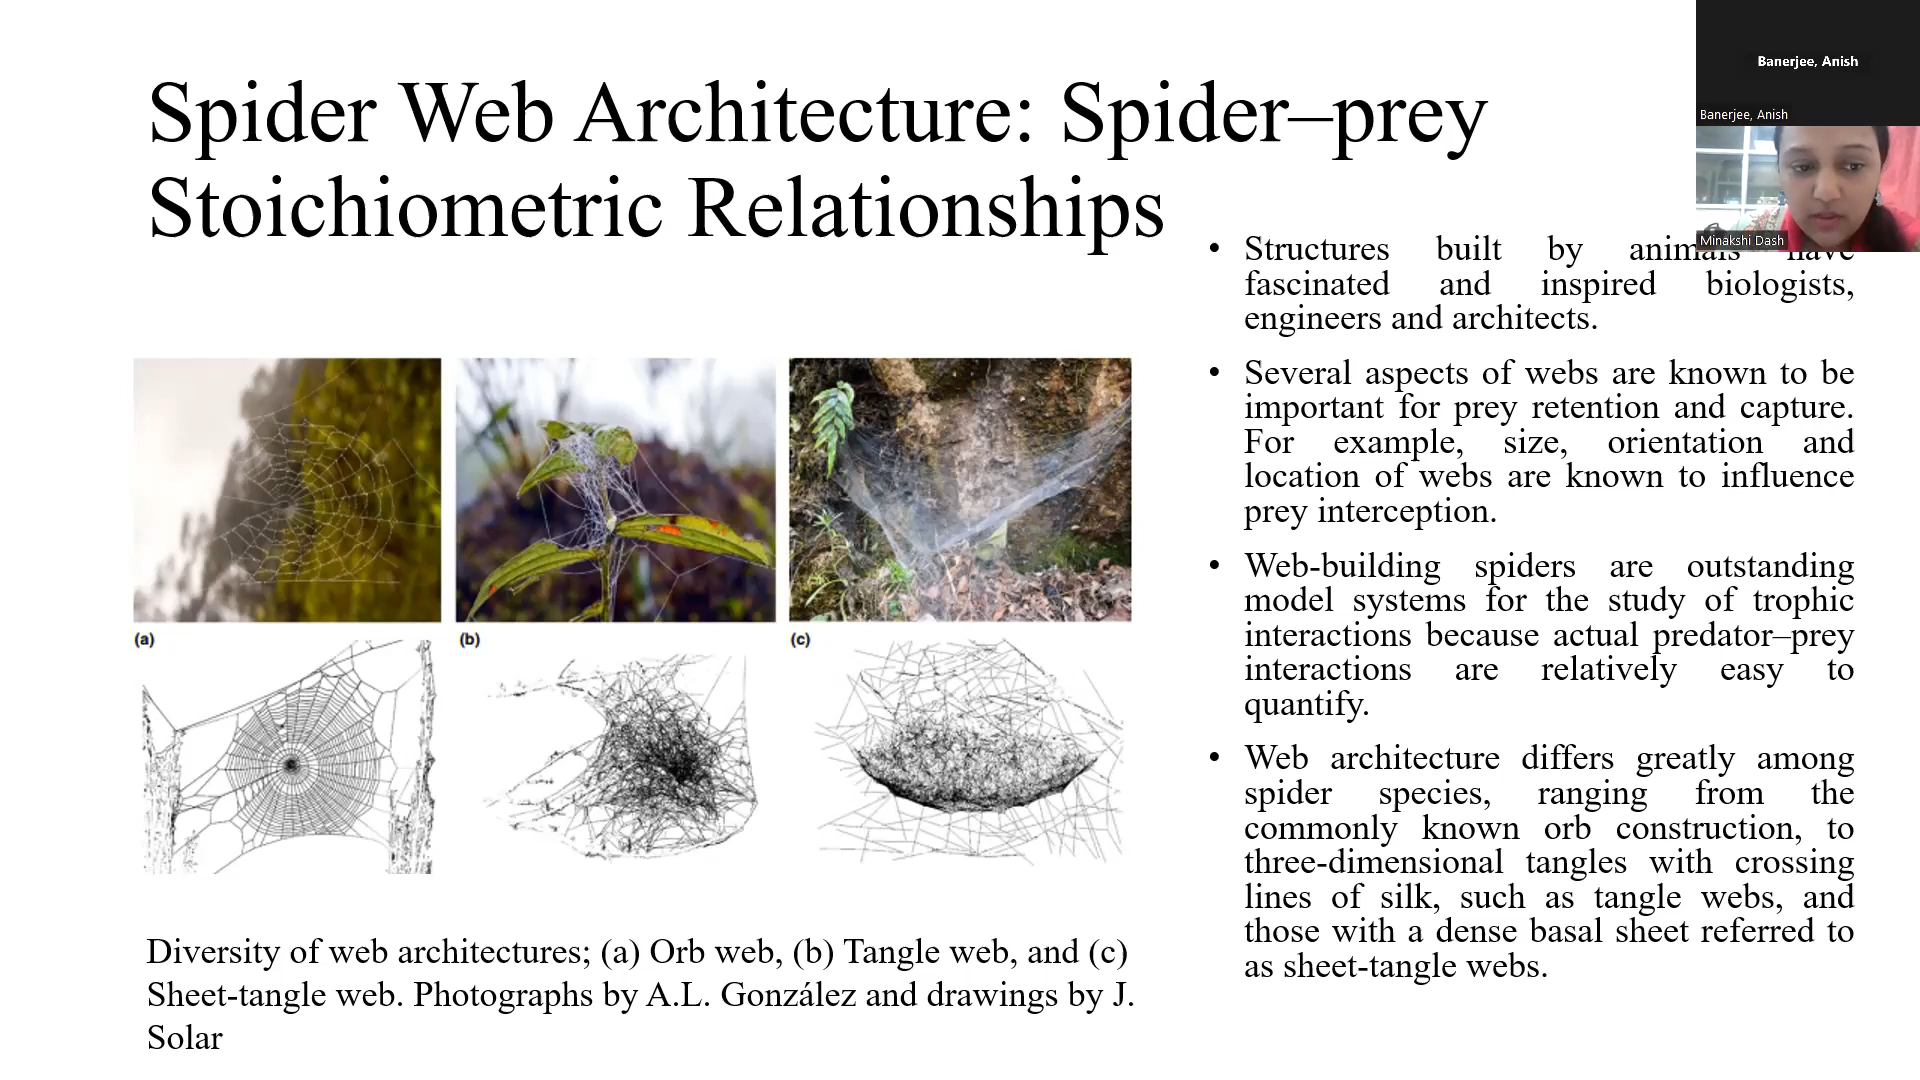 Spider Web Architecture: Spider–prey
Stoichiometric Relationships
Banerjee, Anish
Banerjee, Anish
Minakshi Dash
• Structures built by animals have
fascinated and inspired biologists,
engineers and architects.
• Several aspects of webs are known to be
important for prey retention and capture.
For example, size, orientation and
location of webs are known to influence
prey interception.
• Web-building spiders are outstanding
model systems for the study of trophic
interactions because actual predator–prey
interactions are relatively easy to
quantify.
• Web architecture differs greatly among
spider species, ranging from the
commonly known orb construction, to
three-dimensional tangles with crossing
lines of silk, such as tangle webs, and
those with a dense basal sheet referred to
as sheet-tangle webs.
(a) (b) (c)
Diversity of web architectures; (a) Orb web, (b) Tangle web, and (c)
Sheet-tangle web. Photographs by A.L. González and drawings by J.
Solar